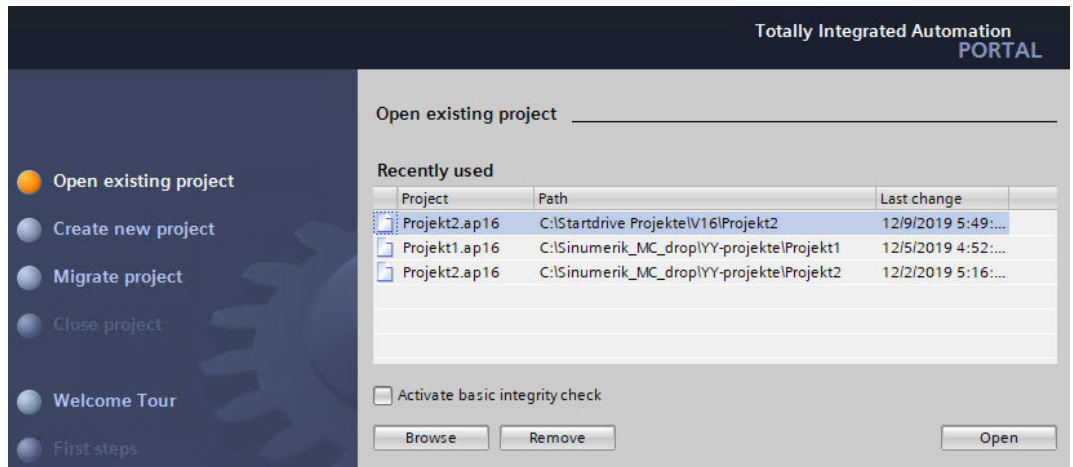 Totally Integrated Automation
PORTAL
Open existing project
Create new project
Migrate project
Close project
Welcome Tour
First steps
Open existing project
Recently used
Project Path Last change
Projekt2.ap16 C:\Startdrive Projekte\V16\Projekt2 12/9/2019 5:49:...
Projekt1.ap16 C:\Sinumerik_MC_drop\YY-projekte\Projekt1 12/5/2019 4:52:...
Projekt2.ap16 C:\Sinumerik_MC_drop\YY-projekte\Projekt2 12/2/2019 5:16:...
Activate basic integrity check
Browse Remove Open